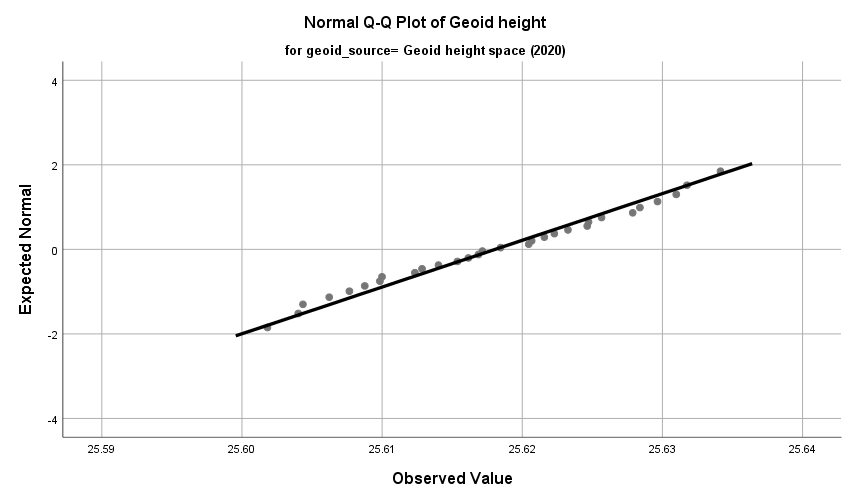 Normal Q-Q Plot of Geoid height
for geoid_source= Geoid height space (2020)
4
2
0
-2
-4
Expected Normal
25.59 25.60 25.61 25.62 25.63 25.64
Observed Value